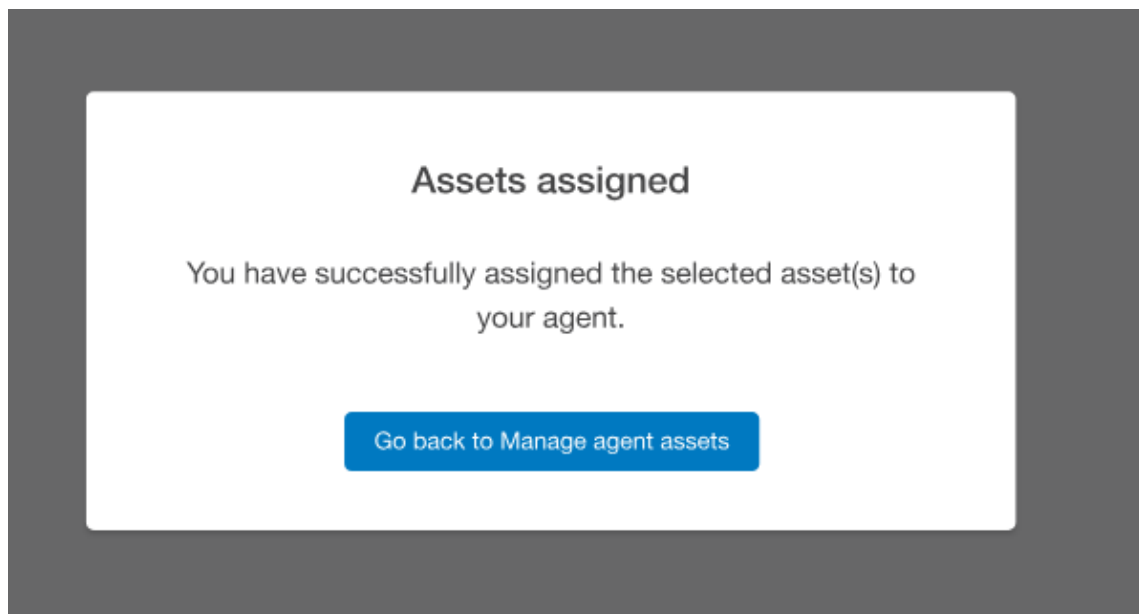 Assets assigned
You have successfully assigned the selected asset(s) to
your agent.
Go back to Manage agent assets